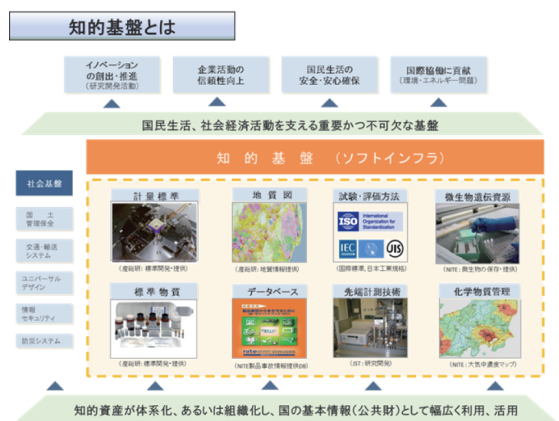 知的基盤とは
イノベーション
の創出・推進
(研究開発活動)
企業活動の
信頼性向上
国民生活の
安全・安心確保
国際協働に貢献
(環境・エネルギー問題)
国民生活、社会経済活動を支える重要かつ不可欠な基盤
知的基盤 (ソフトインフラ)
社会基盤
国土
管理保全
交通・輸送
システム
ユニバーサル
デザイン
情報
セキュリティ
防災システム
計量標準
(産総研:標準開発・提供)
地質図
(産総研:地質情報提供)
試験・評価方法
ISO
International
Organization for
Standardization
IEC
JIS
(国際標準、日本工業規格)
微生物遺伝資源
(NITE:微生物の保存・提供)
標準物質
(産総研:標準開発・提供)
データベース
nite
(NITE製品事故情報提供DB)
先端計測技術
(JST:研究開発)
化学物質管理
(NITE:大気中濃度マップ)
知的資産が体系化、あるいは組織化し、国の基本情報(公共財)として幅広く利用、活用